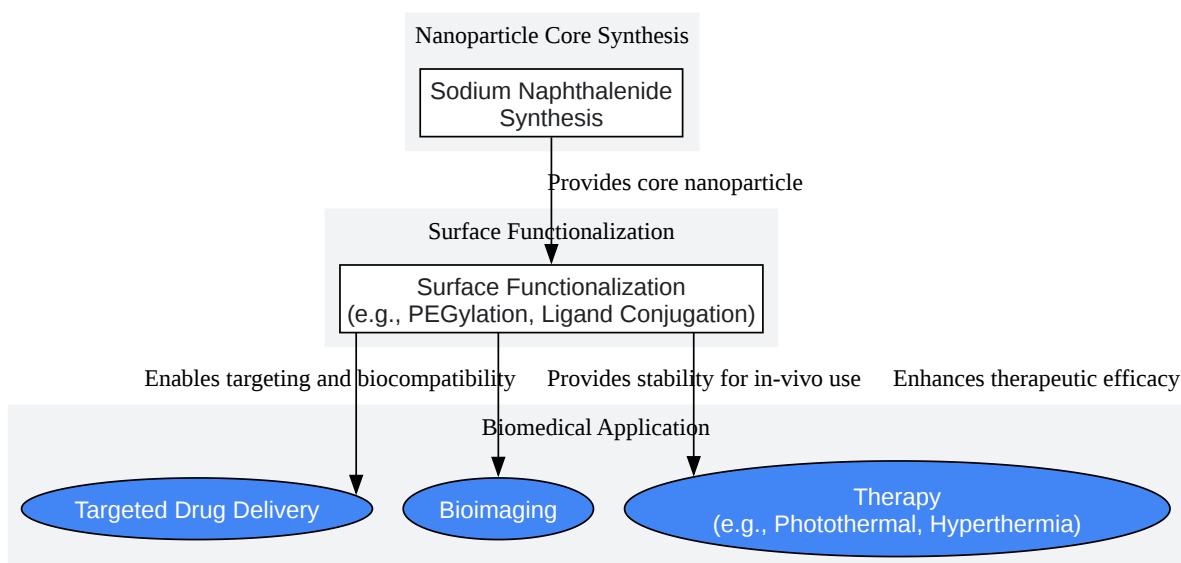 Nanoparticle Core Synthesis
Sodium Naphthalenide
Synthesis
Provides core nanoparticle
Surface Functionalization
Surface Functionalization
(e.g., PEGylation, Ligand Conjugation)
Enables targeting and biocompatibility
Provides stability for in-vivo use
Enhances therapeutic efficacy
Biomedical Application
Targeted Drug Delivery
Bioimaging
Therapy
(e.g., Photothermal, Hyperthermia)